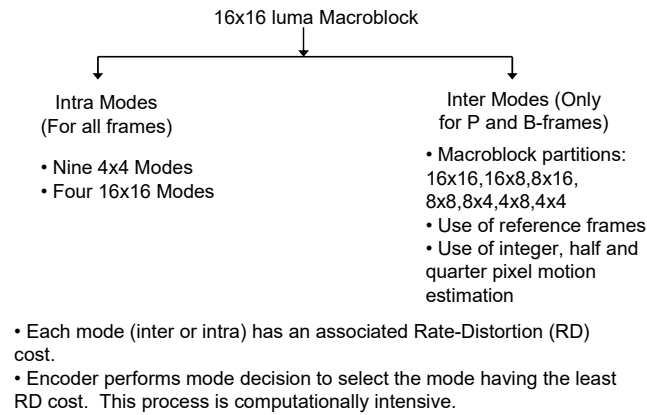 16x16 luma Macroblock
Intra Modes
(For all frames)
• Nine 4x4 Modes
• Four 16x16 Modes
Inter Modes (Only
for P and B-frames)
• Macroblock partitions:
16x16,16x8,8x16,
8x8,8x4,4x8,4x4
• Use of reference frames
• Use of integer, half and
quarter pixel motion
estimation
• Each mode (inter or intra) has an associated Rate-Distortion (RD)
cost.
• Encoder performs mode decision to select the mode having the least
RD cost.  This process is computationally intensive.